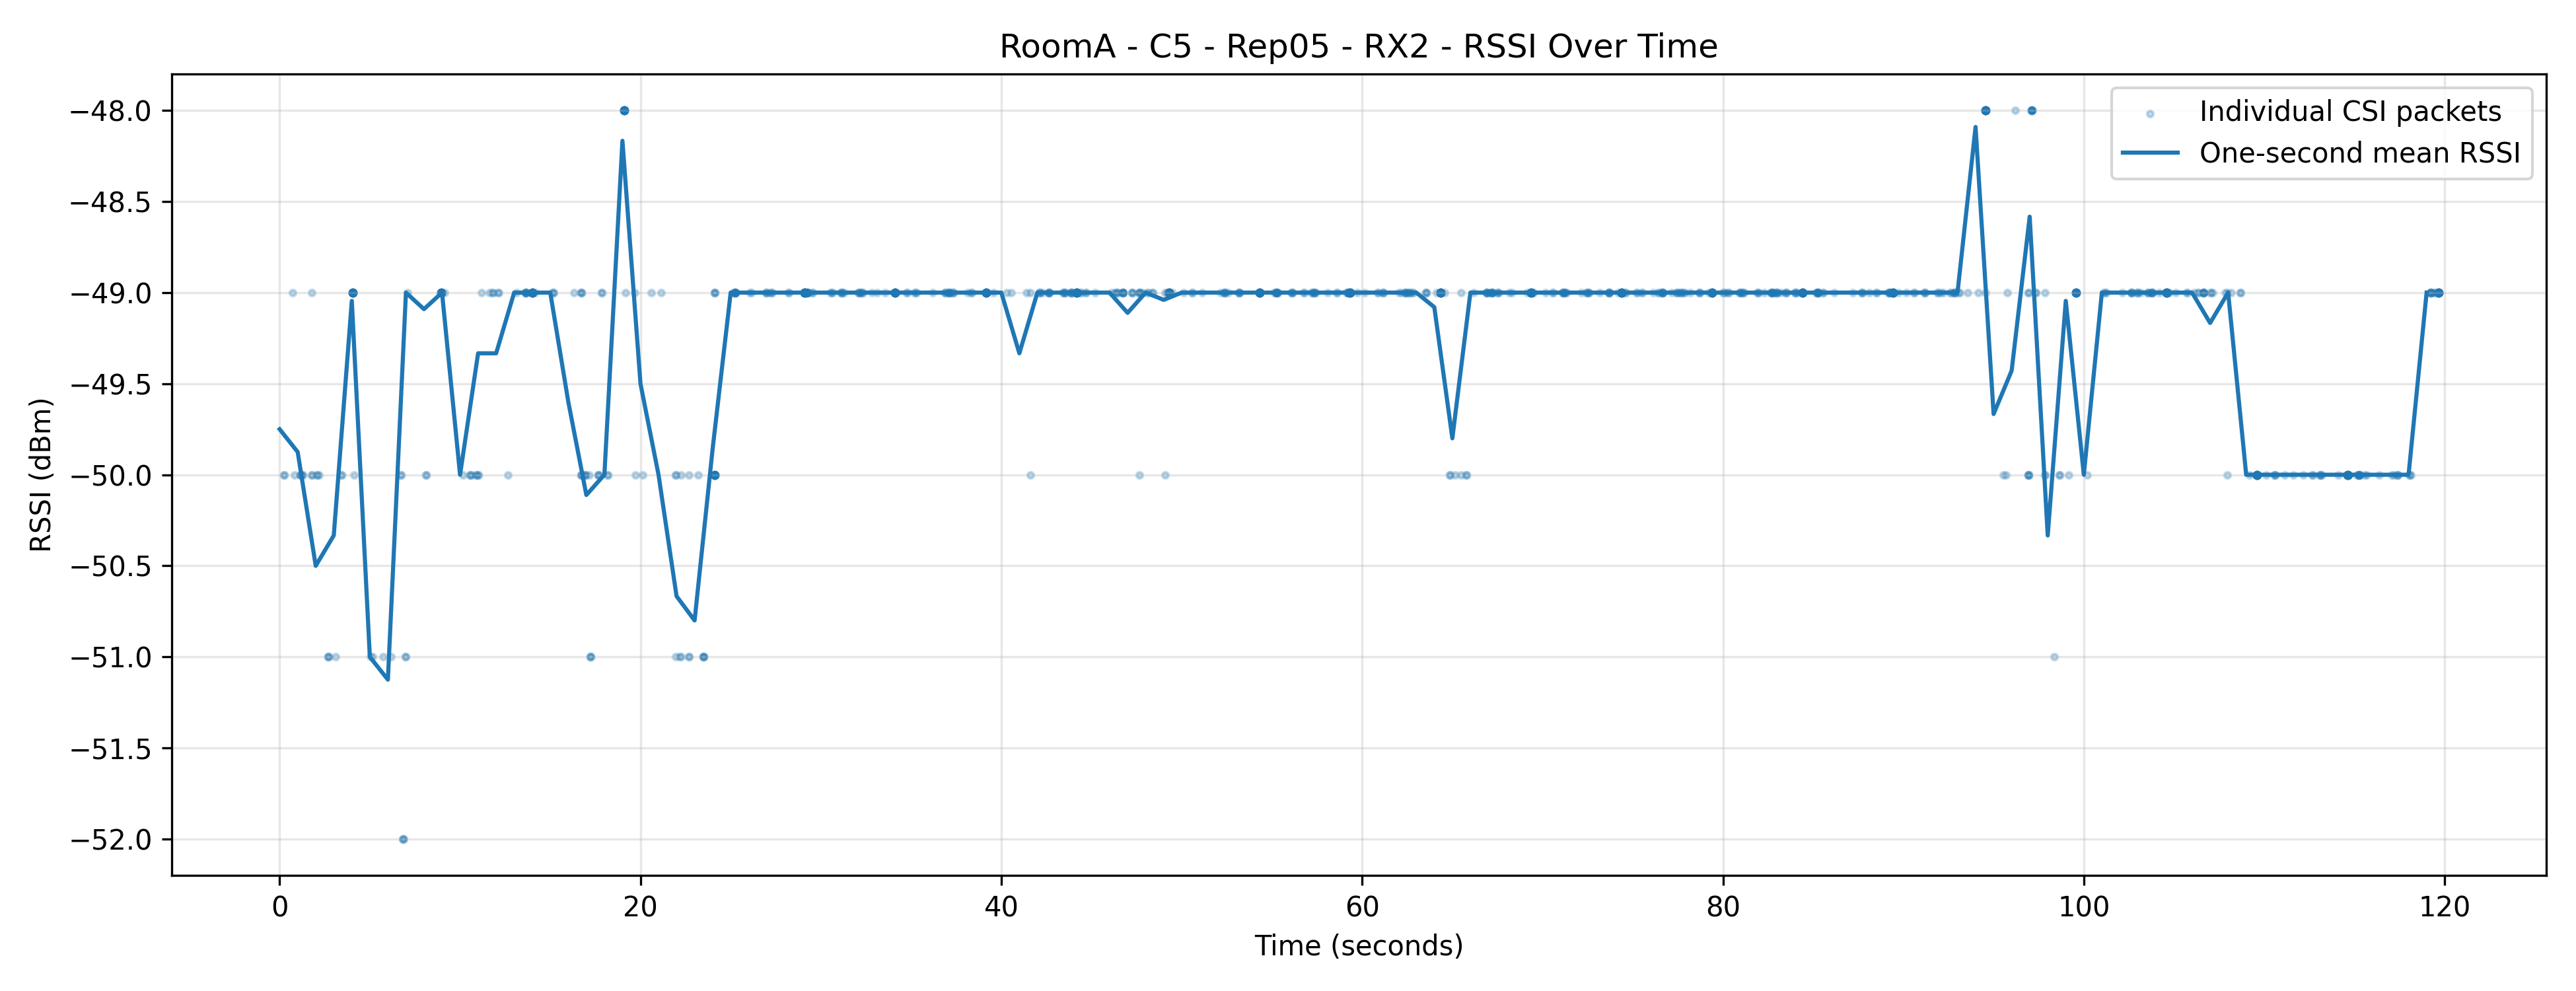 RoomA - C5 - Rep05 - RX2 - RSSI Over Time
Individual CSI packets
One-second mean RSSI
RSSI (dBm)
−48.0
−48.5
−49.0
−49.5
−50.0
−50.5
−51.0
−51.5
−52.0
0 20 40 60 80 100 120
Time (seconds)